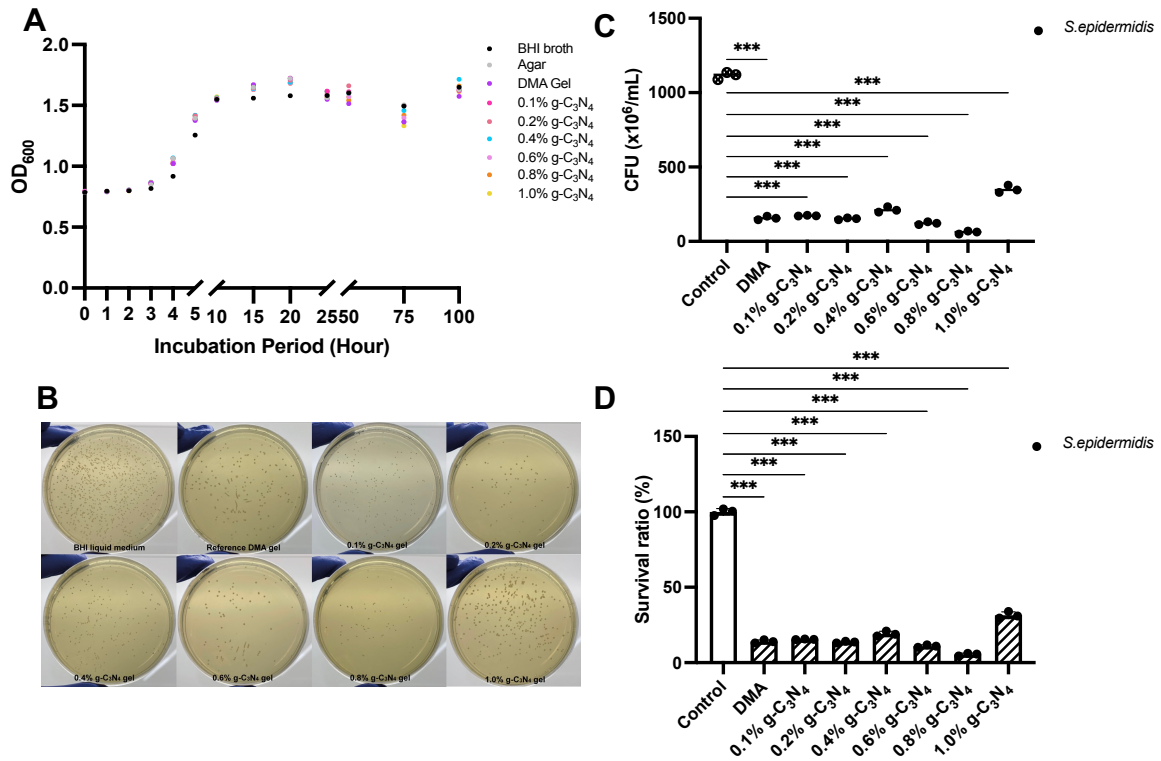 A
2.0
1.5
1.0
0.5
0.0
OD₆₀₀
0 1 2 3 4 5 10 15 20 25 50 75 100
Incubation Period (Hour)
BHI broth
Agar
DMA Gel
0.1% g-C₃N₄
0.2% g-C₃N₄
0.4% g-C₃N₄
0.6% g-C₃N₄
0.8% g-C₃N₄
1.0% g-C₃N₄
B
BHI liquid medium
Reference DMA gel
0.1% g-C₃N₄ gel
0.2% g-C₃N₄ gel
0.4% g-C₃N₄ gel
0.6% g-C₃N₄ gel
0.8% g-C₃N₄ gel
1.0% g-C₃N₄ gel
C
1500
1000
500
0
CFU (x10⁶/mL)
***
***
***
***
***
***
***
S.epidermidis
Control
DMA
0.1% g-C₃N₄
0.2% g-C₃N₄
0.4% g-C₃N₄
0.6% g-C₃N₄
0.8% g-C₃N₄
1.0% g-C₃N₄
D
***
***
***
***
***
***
***
150
100
50
0
Survival ratio (%)
S.epidermidis
Control
DMA
0.1% g-C₃N₄
0.2% g-C₃N₄
0.4% g-C₃N₄
0.6% g-C₃N₄
0.8% g-C₃N₄
1.0% g-C₃N₄